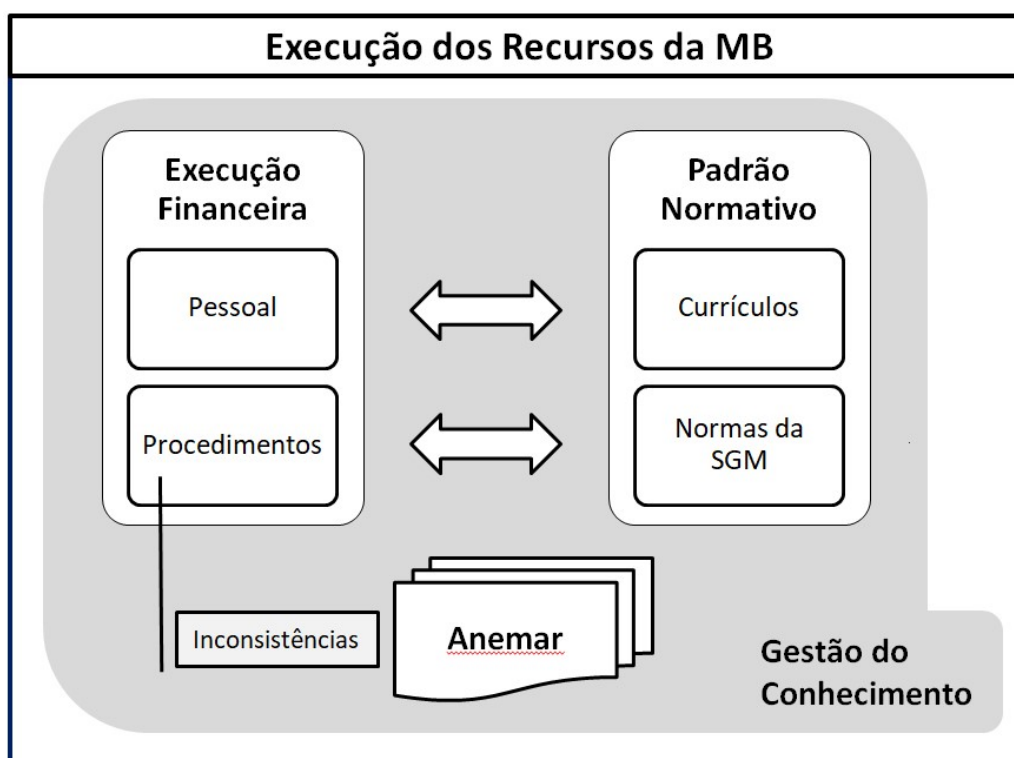 Execução dos Recursos da MB
Execução
Financeira
Pessoal
Procedimentos
Padrão
Normativo
Currículos
Normas da
SGM
Inconsistências
Anemar
Gestão do
Conhecimento